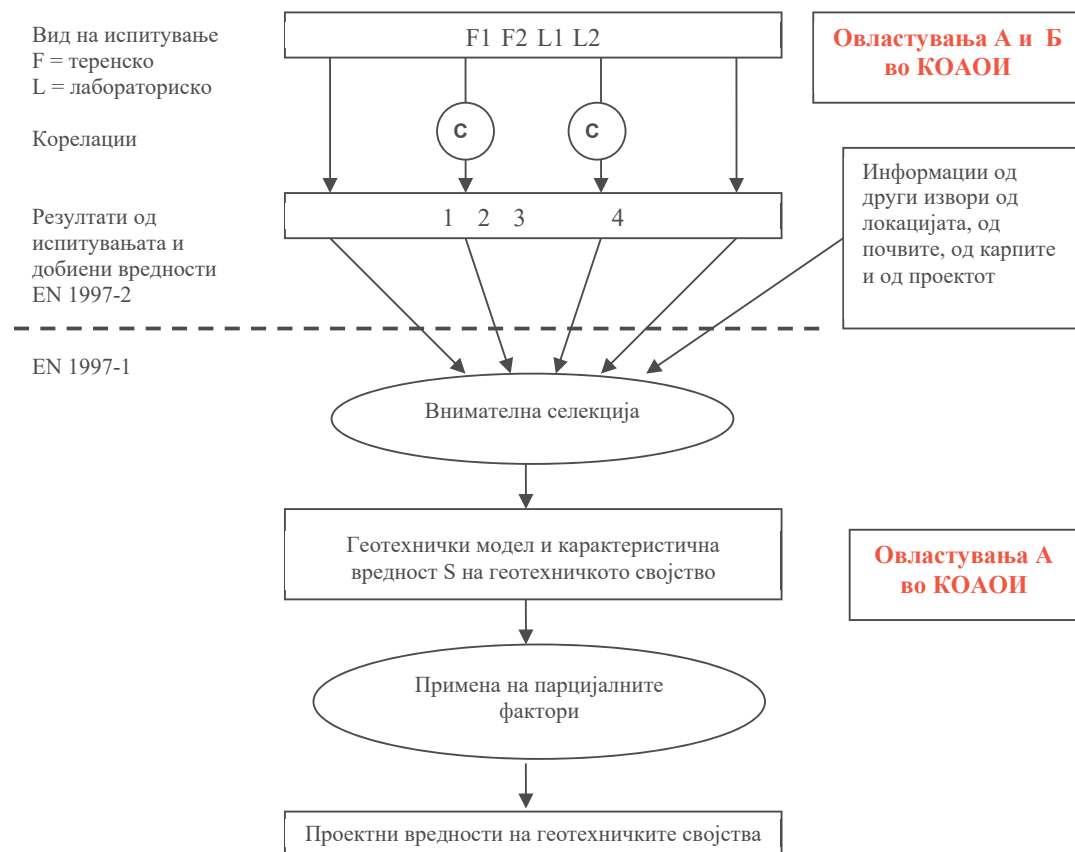 Вид на испитување
F = теренско
L = лабораториско
F1 F2 L1 L2
Овластувања А и Б
во КОАОИ
Корелации
C
C
Информации од
други извори од
локацијата, од
почвите, од карпите
и од проектот
Резултати од
испитувањата и
добиени вредности
EN 1997-2
1 2 3 4
EN 1997-1
Внимателна селекција
Геотехнички модел и карактеристична
вредност S на геотехничкото својство
Овластувања А
во КОАОИ
Примена на парцијалните
фактори
Проектни вредности на геотехничките својства